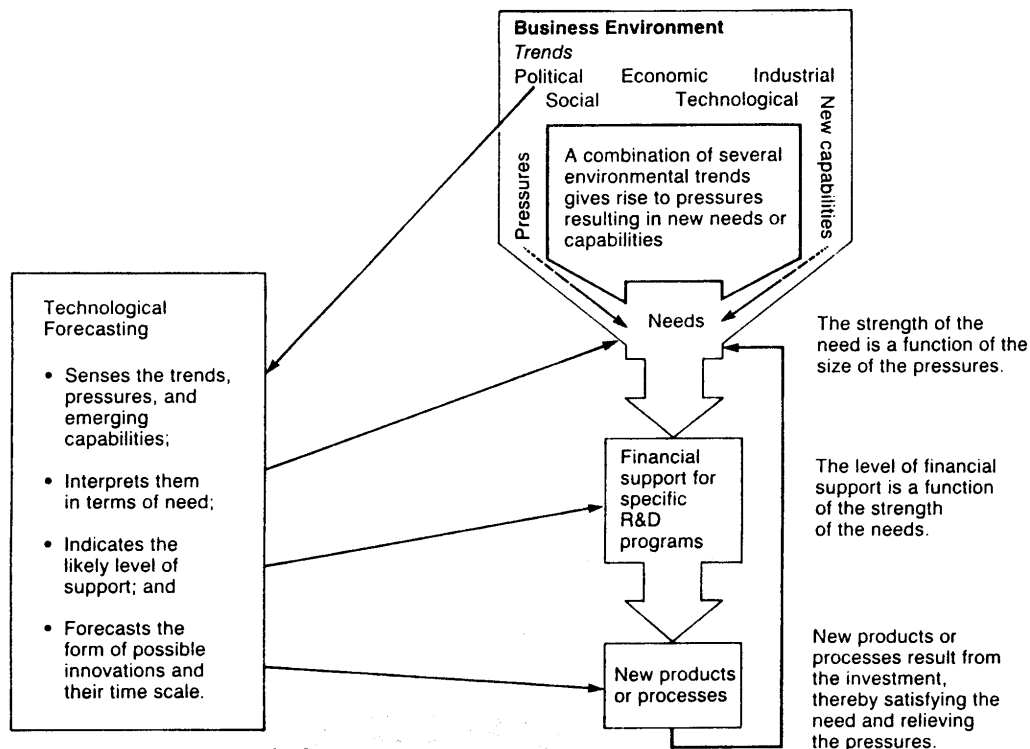 Business Environment
Trends
Political Economic Industrial
Social Technological
Pressures
New capabilities
A combination of several
environmental trends
gives rise to pressures
resulting in new needs or
capabilities
Needs
Technological
Forecasting
• Senses the trends,
pressures, and
emerging
capabilities;
• Interprets them
in terms of need;
• Indicates the
likely level of
support; and
• Forecasts the
form of possible
innovations and
their time scale.
The strength of the
need is a function of the
size of the pressures.
Financial
support for
specific
R&D
programs
The level of financial
support is a function
of the strength
of the needs.
New products
or processes
New products or
processes result from
the investment,
thereby satisfying the
need and relieving
the pressures.